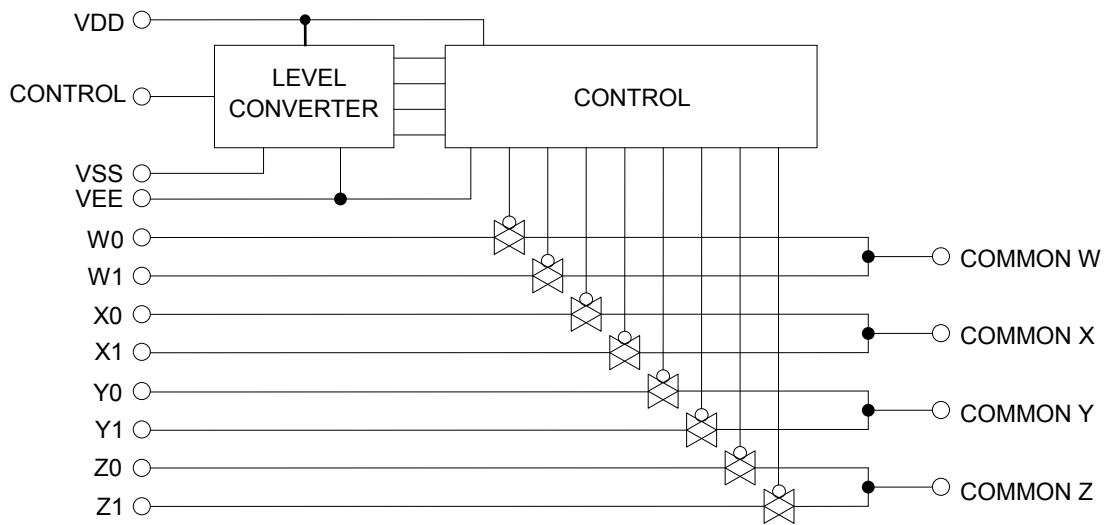 VDD
LEVEL
CONVERTER
CONTROL
CONTROL
VSS
VEE
W0
COMMON W
W1
X0
COMMON X
X1
Y0
COMMON Y
Y1
Z0
COMMON Z
Z1